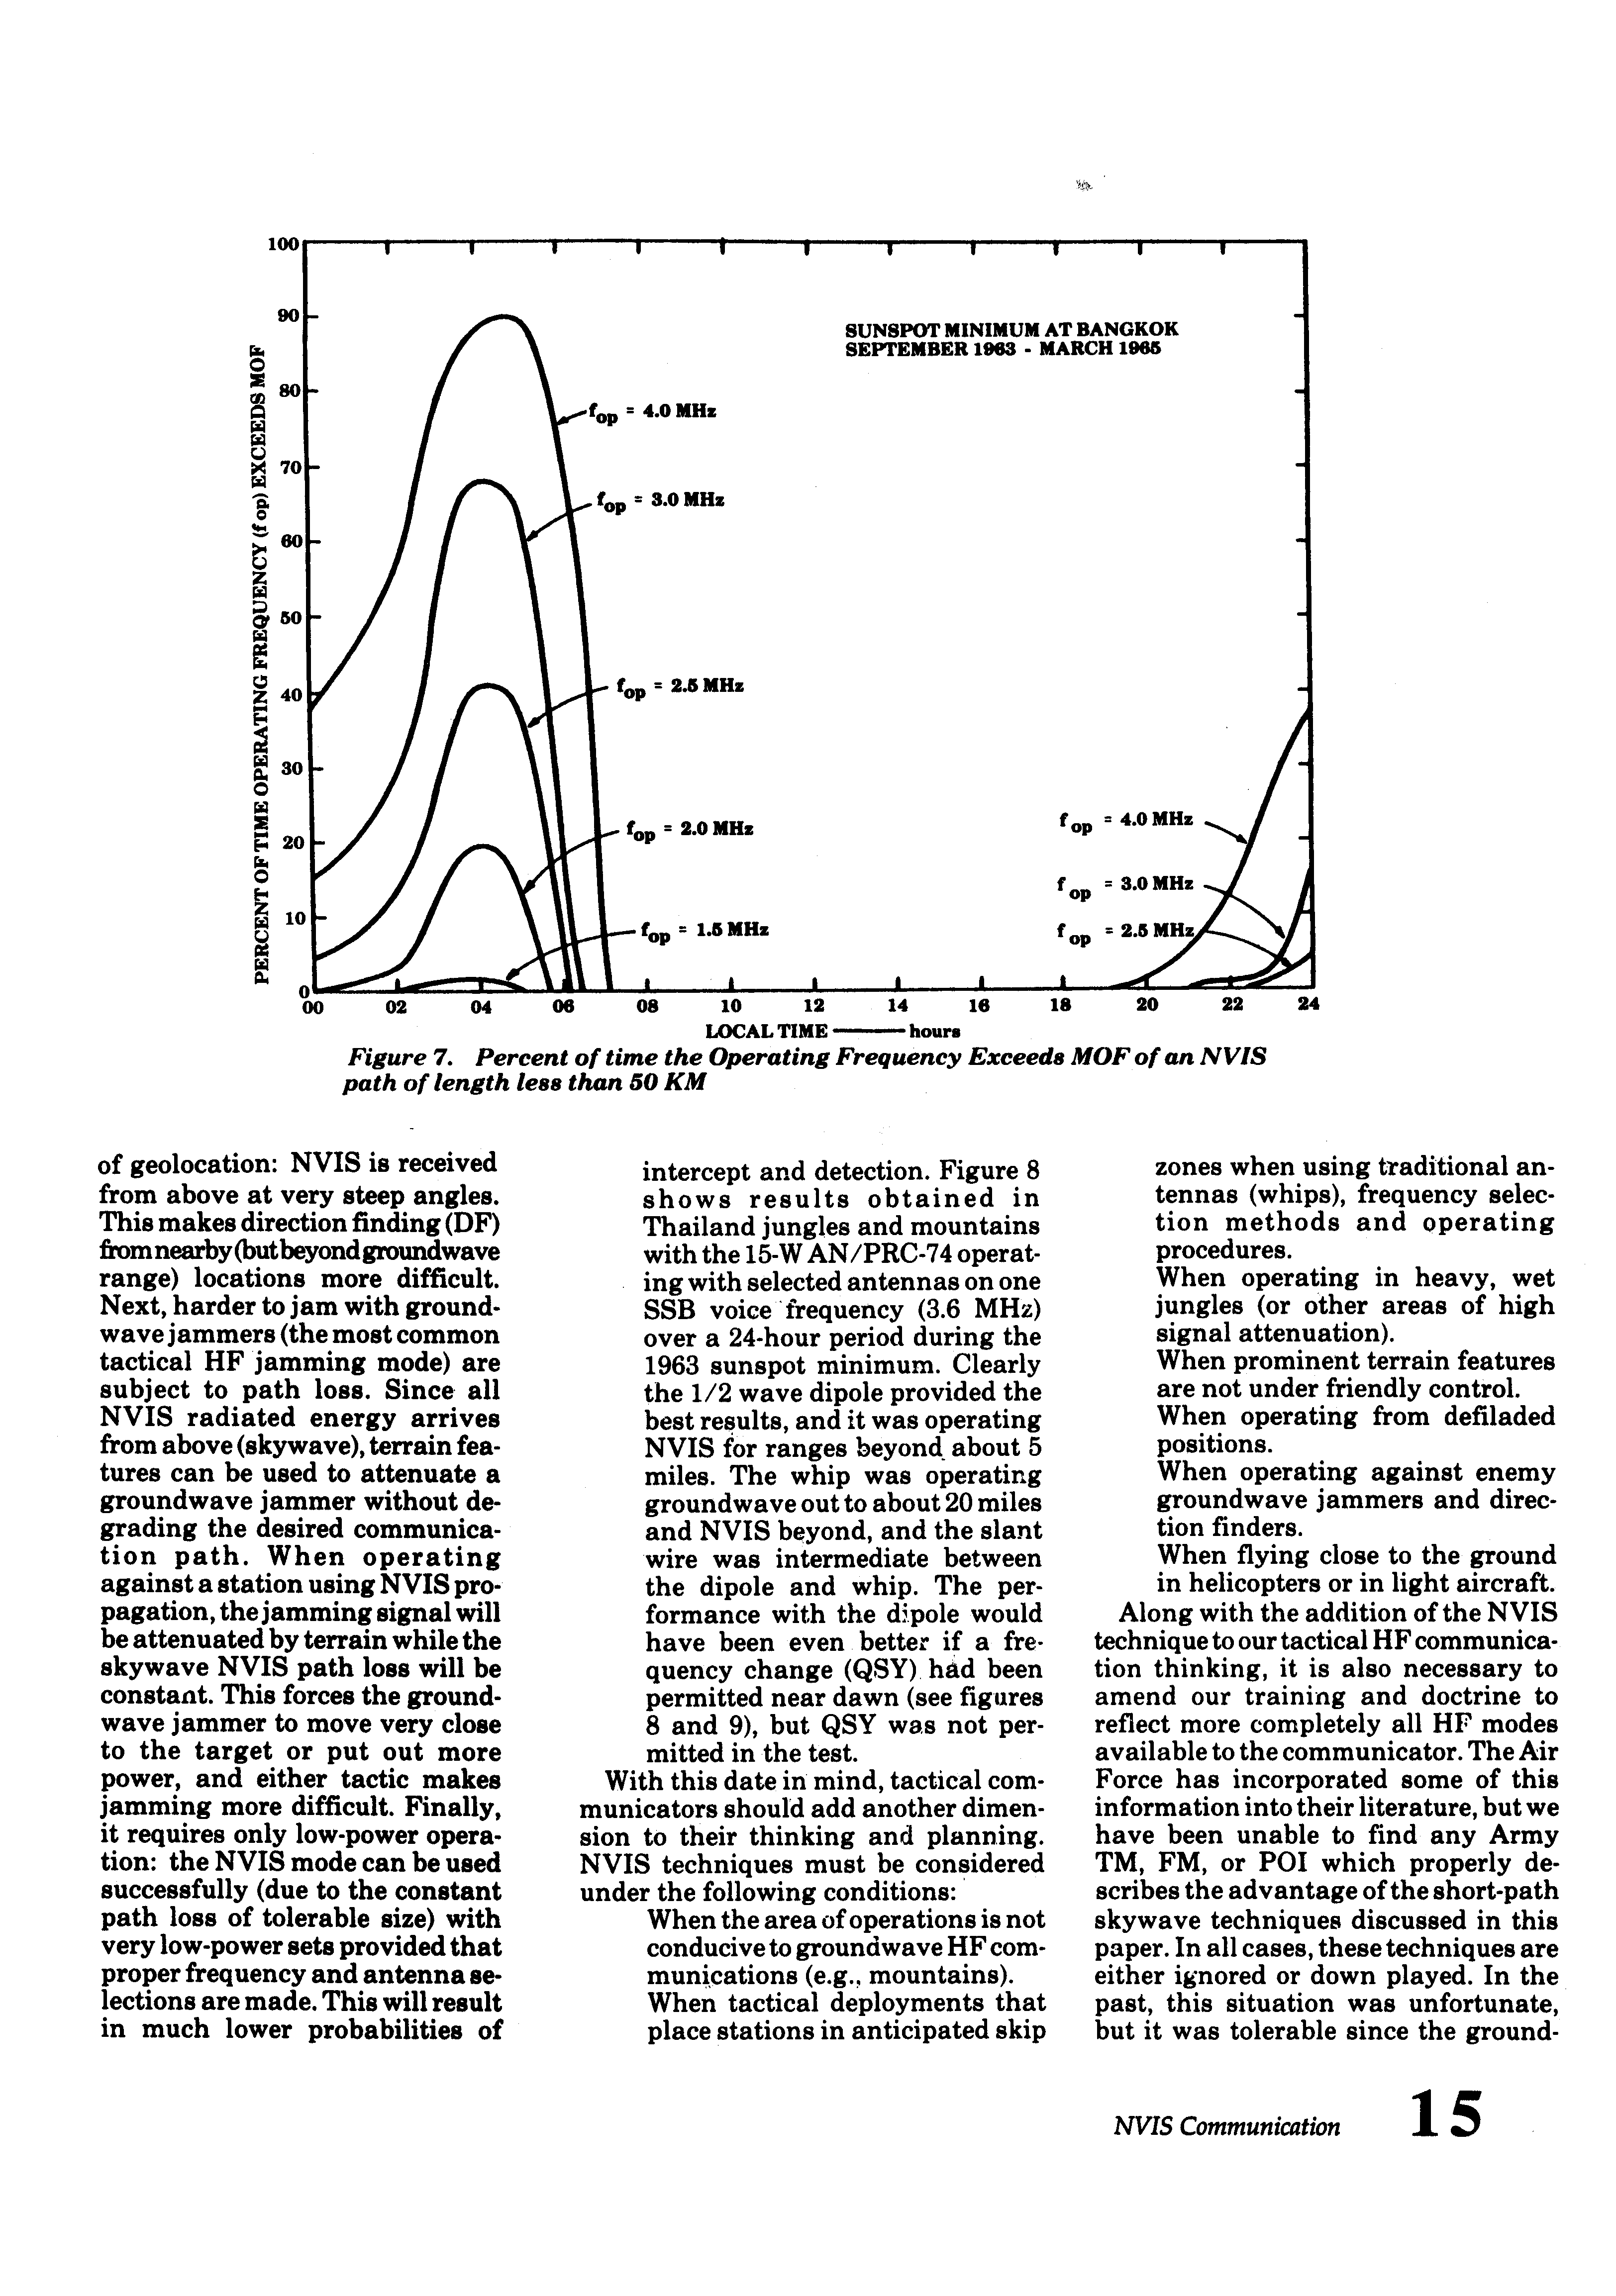 100
90
80
70
60
50
40
30
20
10
0
PERCENT OF TIME OPERATING FREQUENCY (f op) EXCEEDS MOF
SUNSPOT MINIMUM AT BANGKOK
SEPTEMBER 1963 - MARCH 1965
fop = 4.0 MHz
fop = 3.0 MHz
fop = 2.5 MHz
fop = 2.0 MHz
fop = 1.5 MHz
f op = 4.0 MHz
f op = 3.0 MHz
f op = 2.5 MHz
00 02 04 06 08 10 12 14 16 18 20 22 24
LOCAL TIME —— hours
Figure 7. Percent of time the Operating Frequency Exceeds MOF of an NVIS
path of length less than 50 KM
of geolocation: NVIS is received
from above at very steep angles.
This makes direction finding (DF)
from nearby (but beyond groundwave
range) locations more difficult.
Next, harder to jam with ground-
wave jammers (the most common
tactical HF jamming mode) are
subject to path loss. Since all
NVIS radiated energy arrives
from above (skywave), terrain fea-
tures can be used to attenuate a
groundwave jammer without de-
grading the desired communica-
tion path. When operating
against a station using NVIS pro-
pagation, the jamming signal will
be attenuated by terrain while the
skywave NVIS path loss will be
constant. This forces the ground-
wave jammer to move very close
to the target or put out more
power, and either tactic makes
jamming more difficult. Finally,
it requires only low-power opera-
tion: the NVIS mode can be used
successfully (due to the constant
path loss of tolerable size) with
very low-power sets provided that
proper frequency and antenna se-
lections are made. This will result
in much lower probabilities of
intercept and detection. Figure 8
shows results obtained in
Thailand jungles and mountains
with the 15-W AN/PRC-74 operat-
ing with selected antennas on one
SSB voice frequency (3.6 MHz)
over a 24-hour period during the
1963 sunspot minimum. Clearly
the 1/2 wave dipole provided the
best results, and it was operating
NVIS for ranges beyond about 5
miles. The whip was operating
groundwave out to about 20 miles
and NVIS beyond, and the slant
wire was intermediate between
the dipole and whip. The per-
formance with the dipole would
have been even better if a fre-
quency change (QSY) had been
permitted near dawn (see figures
8 and 9), but QSY was not per-
mitted in the test.
With this date in mind, tactical com-
municators should add another dimen-
sion to their thinking and planning.
NVIS techniques must be considered
under the following conditions:
When the area of operations is not
conducive to groundwave HF com-
munications (e.g., mountains).
When tactical deployments that
place stations in anticipated skip
zones when using traditional an-
tennas (whips), frequency selec-
tion methods and operating
procedures.
When operating in heavy, wet
jungles (or other areas of high
signal attenuation).
When prominent terrain features
are not under friendly control.
When operating from defiladed
positions.
When operating against enemy
groundwave jammers and direc-
tion finders.
When flying close to the ground
in helicopters or in light aircraft.
Along with the addition of the NVIS
technique to our tactical HF communica-
tion thinking, it is also necessary to
amend our training and doctrine to
reflect more completely all HF modes
available to the communicator. The Air
Force has incorporated some of this
information into their literature, but we
have been unable to find any Army
TM, FM, or POI which properly de-
scribes the advantage of the short-path
skywave techniques discussed in this
paper. In all cases, these techniques are
either ignored or down played. In the
past, this situation was unfortunate,
but it was tolerable since the ground-
NVIS Communication 15